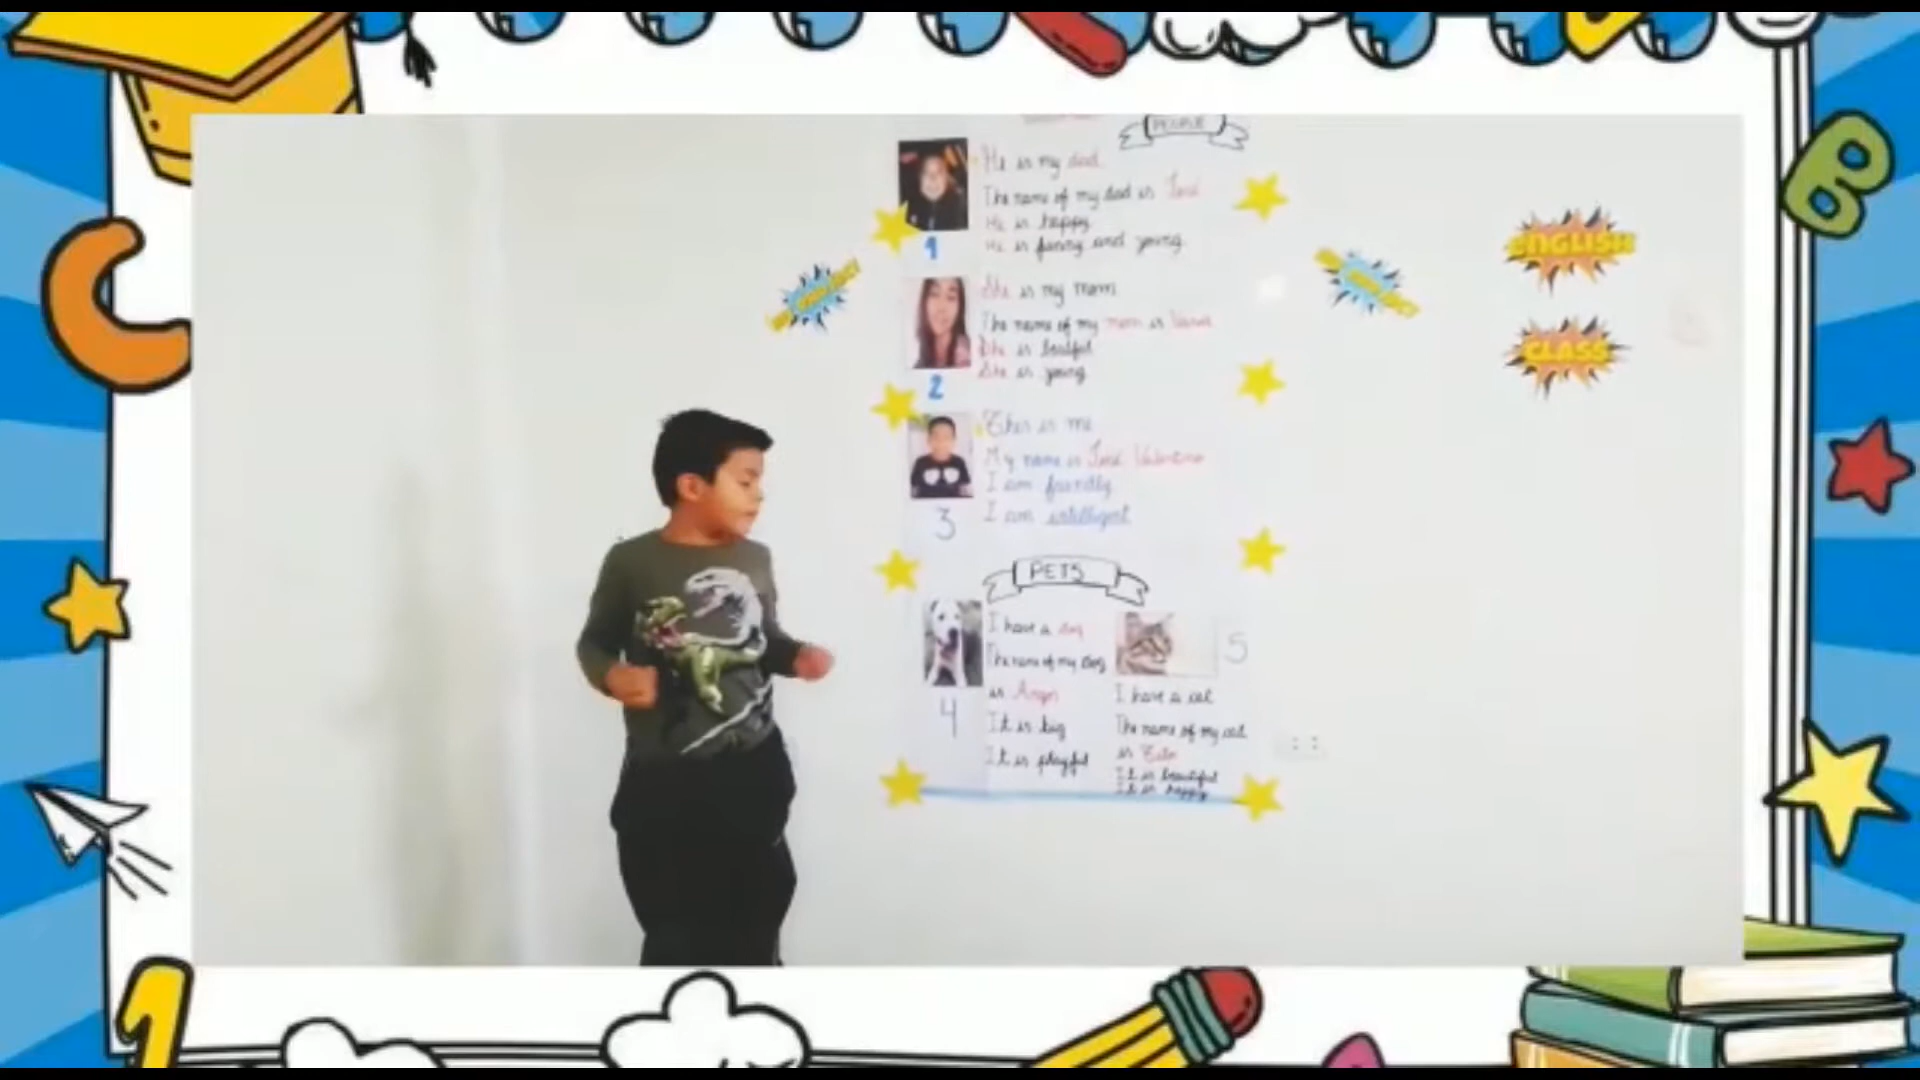 PEOPLE
He is my dad
The name of my dad is José
He is happy
He is funny and young.
1
She is my mom
The name of my mom is
She is
She is young
2
This is me
My name is José Valentino
I am
I am intelligent
3
PETS
I have a dog
The name of my dog
is
It is big
It is playful
4
5
I have a cat
The name of my cat
is
It is beautiful
It is happy
ENGLISH
CLASS
C
B
1